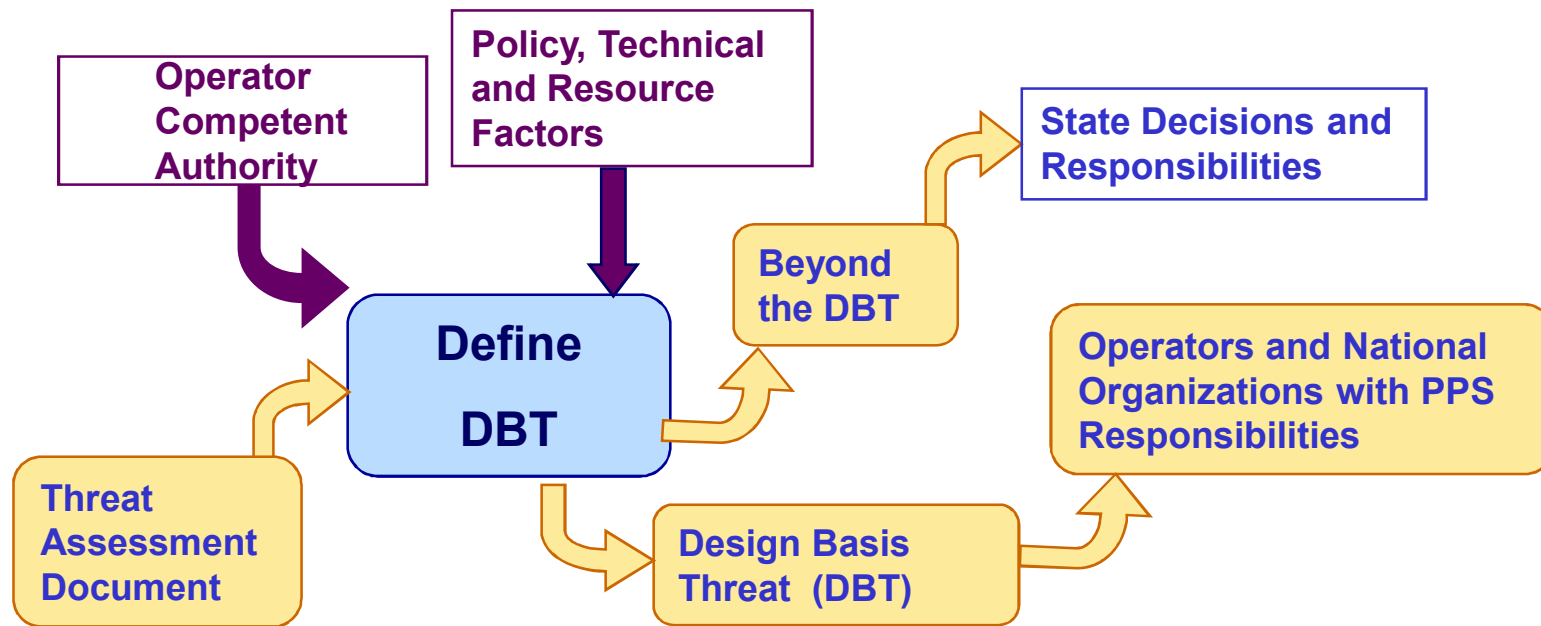 Operator
Competent
Authority
Policy, Technical
and Resource
Factors
State Decisions and
Responsibilities
Beyond
the DBT
Define
DBT
Operators and National
Organizations with PPS
Responsibilities
Threat
Assessment
Document
Design Basis
Threat (DBT)